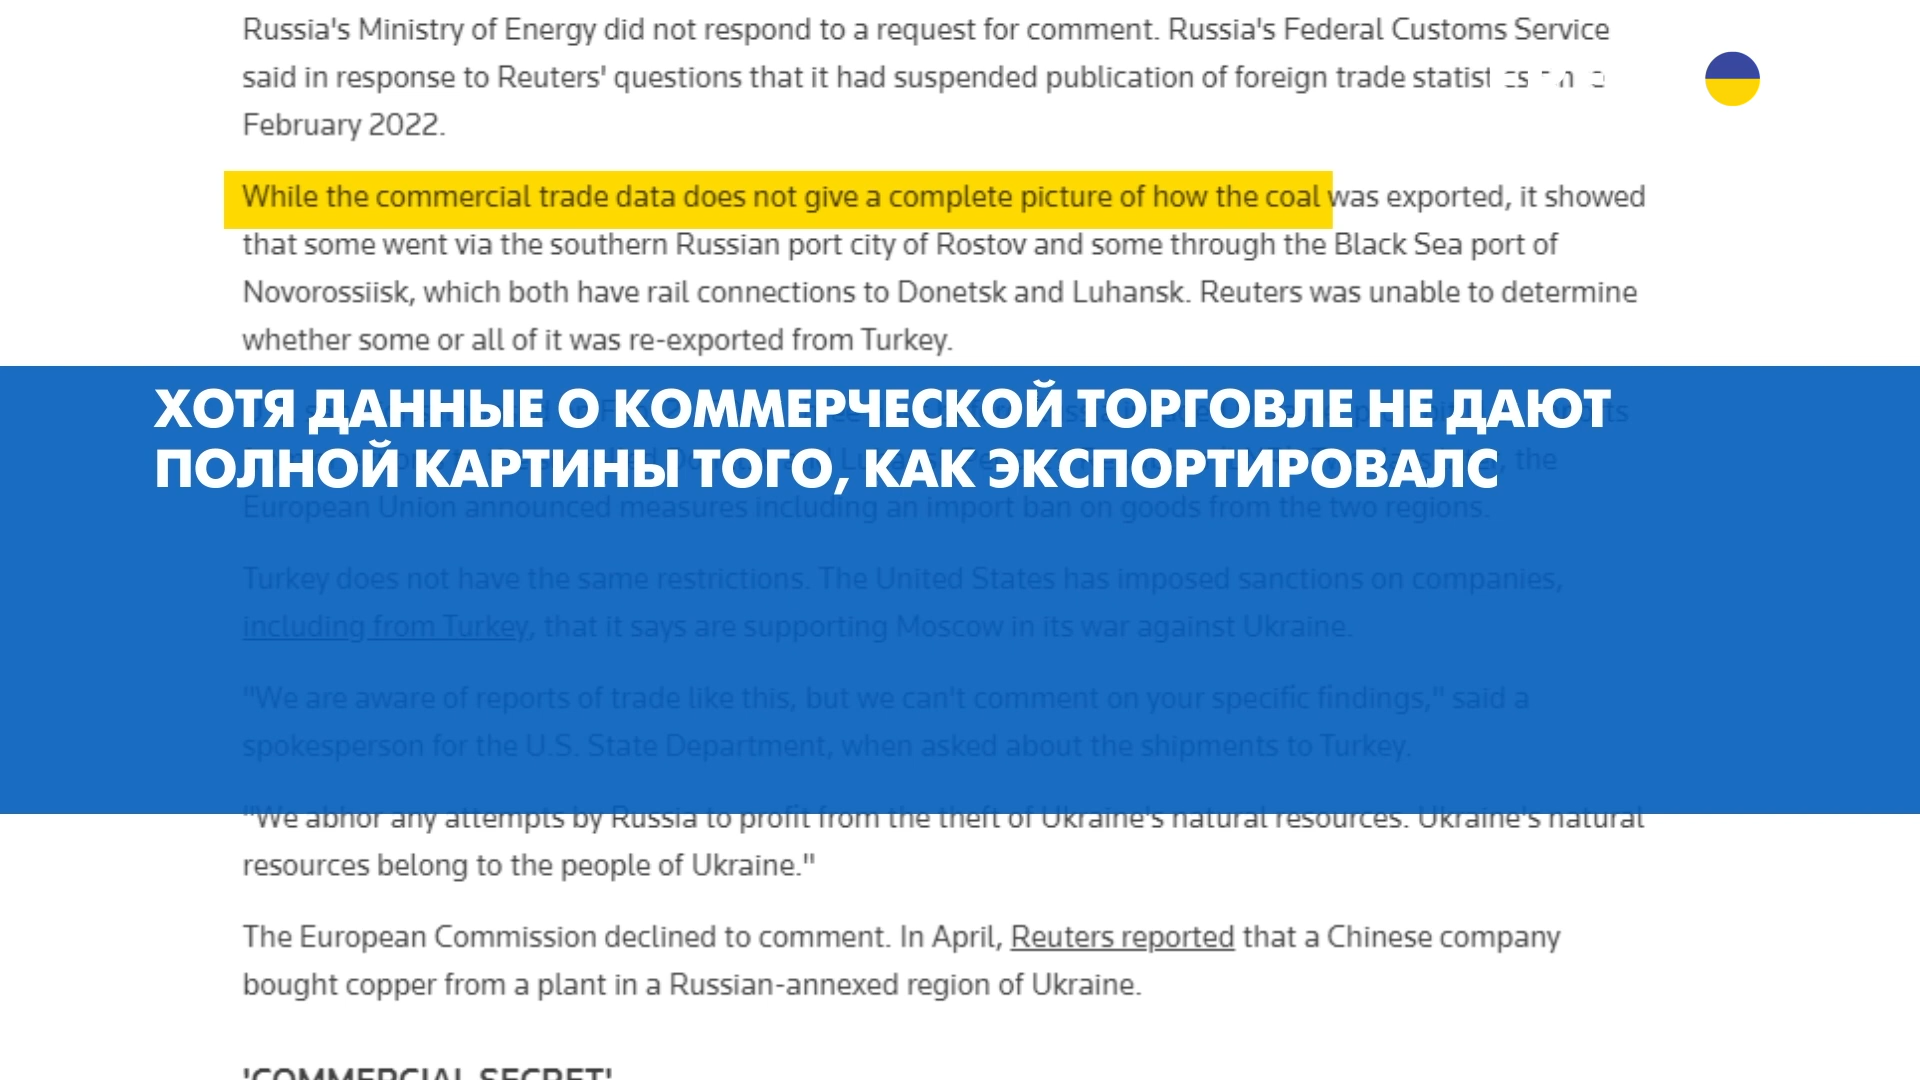 Russia's Ministry of Energy did not respond to a request for comment. Russia's Federal Customs Service
said in response to Reuters' questions that it had suspended publication of foreign trade
February 2022.
While the commercial trade data does not give a complete picture of how the coal was exported, it showed
that some went via the southern Russian port city of Rostov and some through the Black Sea port of
Novorossiisk, which both have rail connections to Donetsk and Luhansk. Reuters was unable to determine
whether some or all of it was re-exported from Turkey.
ХОТЯ ДАННЫЕ О КОММЕРЧЕСКОЙ ТОРГОВЛЕ НЕ ДАЮТ
ПОЛНОЙ КАРТИНЫ ТОГО, КАК ЭКСПОРТИРОВАЛС
the
European Union announced measures including an import ban on goods from the two regions.
Turkey does not have the same restrictions. The United States has imposed sanctions on companies,
including from Turkey, that it says are supporting Moscow in its war against Ukraine.
"We are aware of reports of trade like this, but we can't comment on your specific findings," said a
spokesperson for the U.S. State Department, when asked about the shipments to Turkey.
"We abhor any attempts by Russia to profit from the theft of Ukraine's natural resources. Ukraine's natural
resources belong to the people of Ukraine."
The European Commission declined to comment. In April, Reuters reported that a Chinese company
bought copper from a plant in a Russian-annexed region of Ukraine.
'COMMERCIAL SECRET'